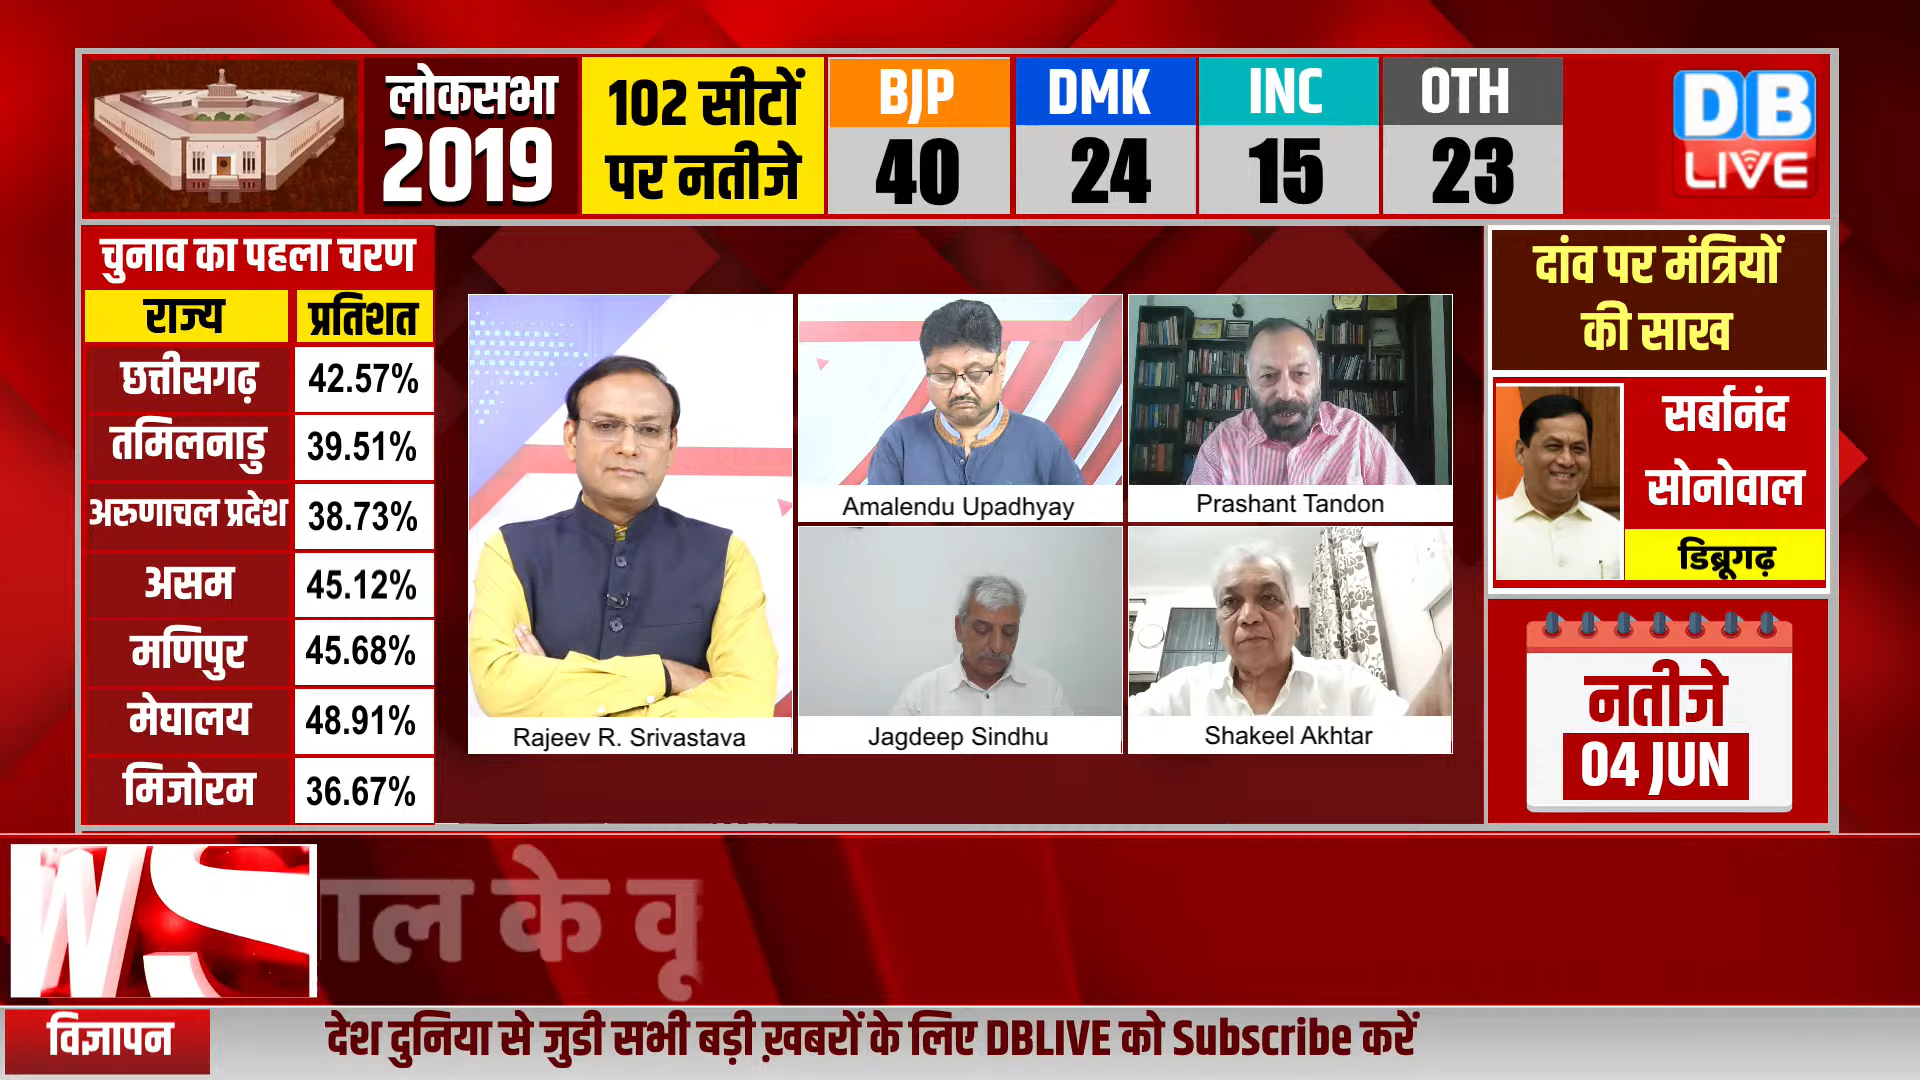 लोकसभा
2019
102 सीटों
पर नतीजे
BJP
40
DMK
24
INC
15
OTH
23
DB
LIVE
चुनाव का पहला चरण
राज्य प्रतिशत
छत्तीसगढ़ 42.57%
तमिलनाडु 39.51%
अरुणाचल प्रदेश 38.73%
असम 45.12%
मणिपुर 45.68%
मेघालय 48.91%
मिजोरम 36.67%
Rajeev R. Srivastava
Amalendu Upadhyay
Prashant Tandon
Jagdeep Sindhu
Shakeel Akhtar
दांव पर मंत्रियों
की साख
सर्बानंद
सोनोवाल
डिब्रूगढ़
नतीजे
04 JUN
WS
ाल के वू
विज्ञापन
देश दुनिया से जुडी सभी बड़ी ख़बरों के लिए DBLIVE को Subscribe करें